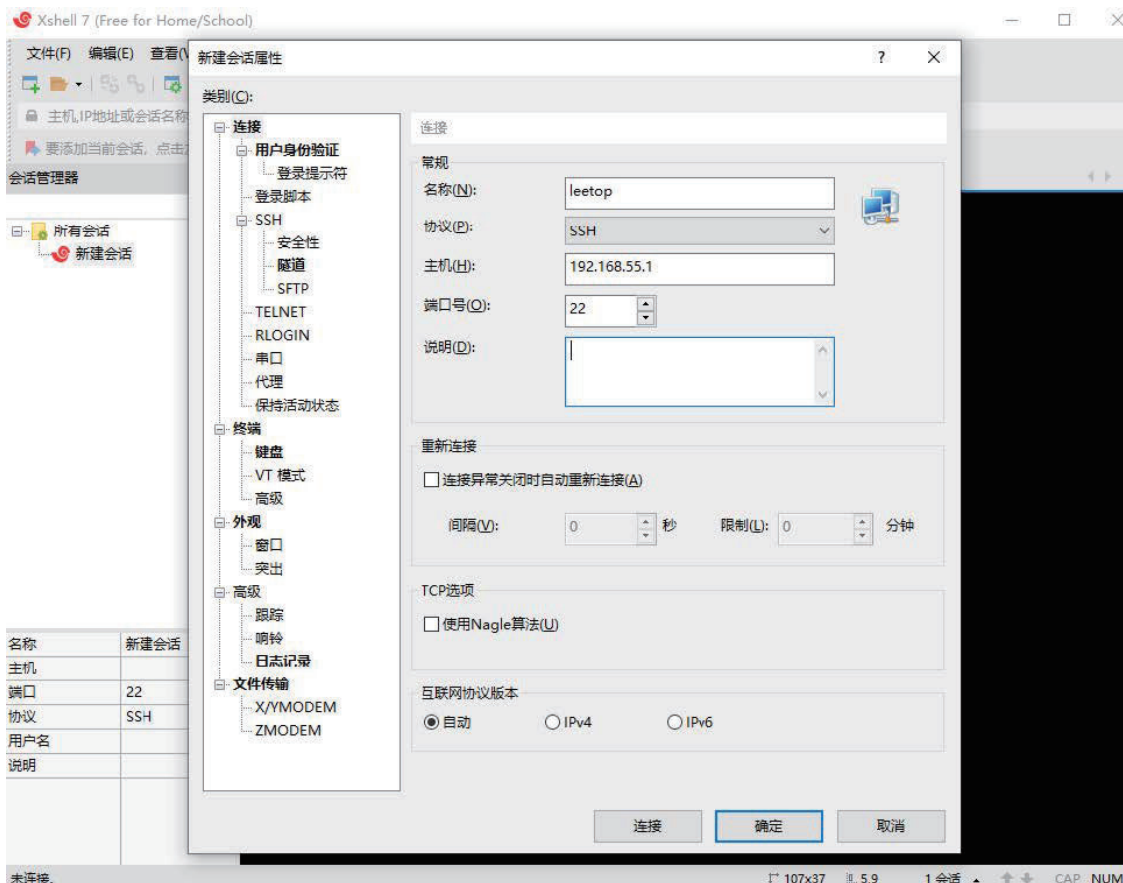 Xshell 7 (Free for Home/School)
文件(F) 编辑(E) 查看(V
主机,IP地址或会话名称
要添加当前会话, 点击
会话管理器
所有会话
新建会话
名称 新建会话
主机
端口 22
协议 SSH
用户名
说明
新建会话属性 ?
类别(C):
连接
用户身份验证
登录提示符
登录脚本
SSH
安全性
隧道
SFTP
TELNET
RLOGIN
串口
代理
保持活动状态
终端
键盘
VT 模式
高级
外观
窗口
突出
高级
跟踪
响铃
日志记录
文件传输
X/YMODEM
ZMODEM
连接
常规
名称(N): leetop
协议(P): SSH
主机(H): 192.168.55.1
端口号(O): 22
说明(D):
重新连接
连接异常关闭时自动重新连接(A)
间隔(V): 0 秒 限制(L): 0 分钟
TCP选项
使用Nagle算法(U)
互联网协议版本
自动 IPv4 IPv6
连接 确定 取消
未连接。 107x37 5,9 1 会话 CAP NUM